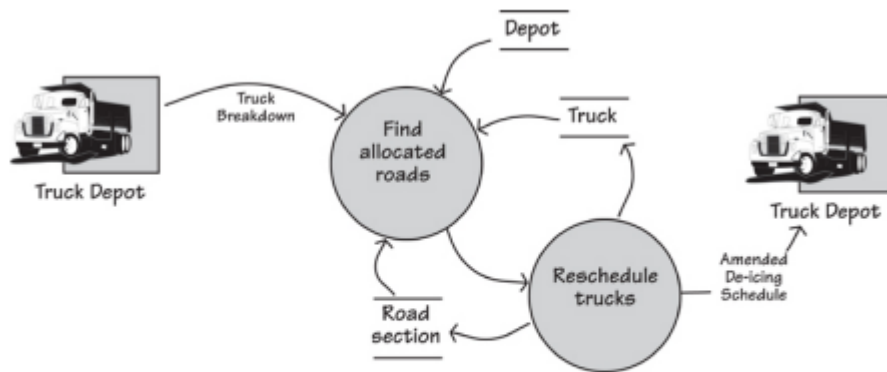 Depot
Truck
Breakdown
Find
allocated
roads
Truck
Truck Depot
Truck Depot
Reschedule
trucks
Amended
De-icing
Schedule
Road
section